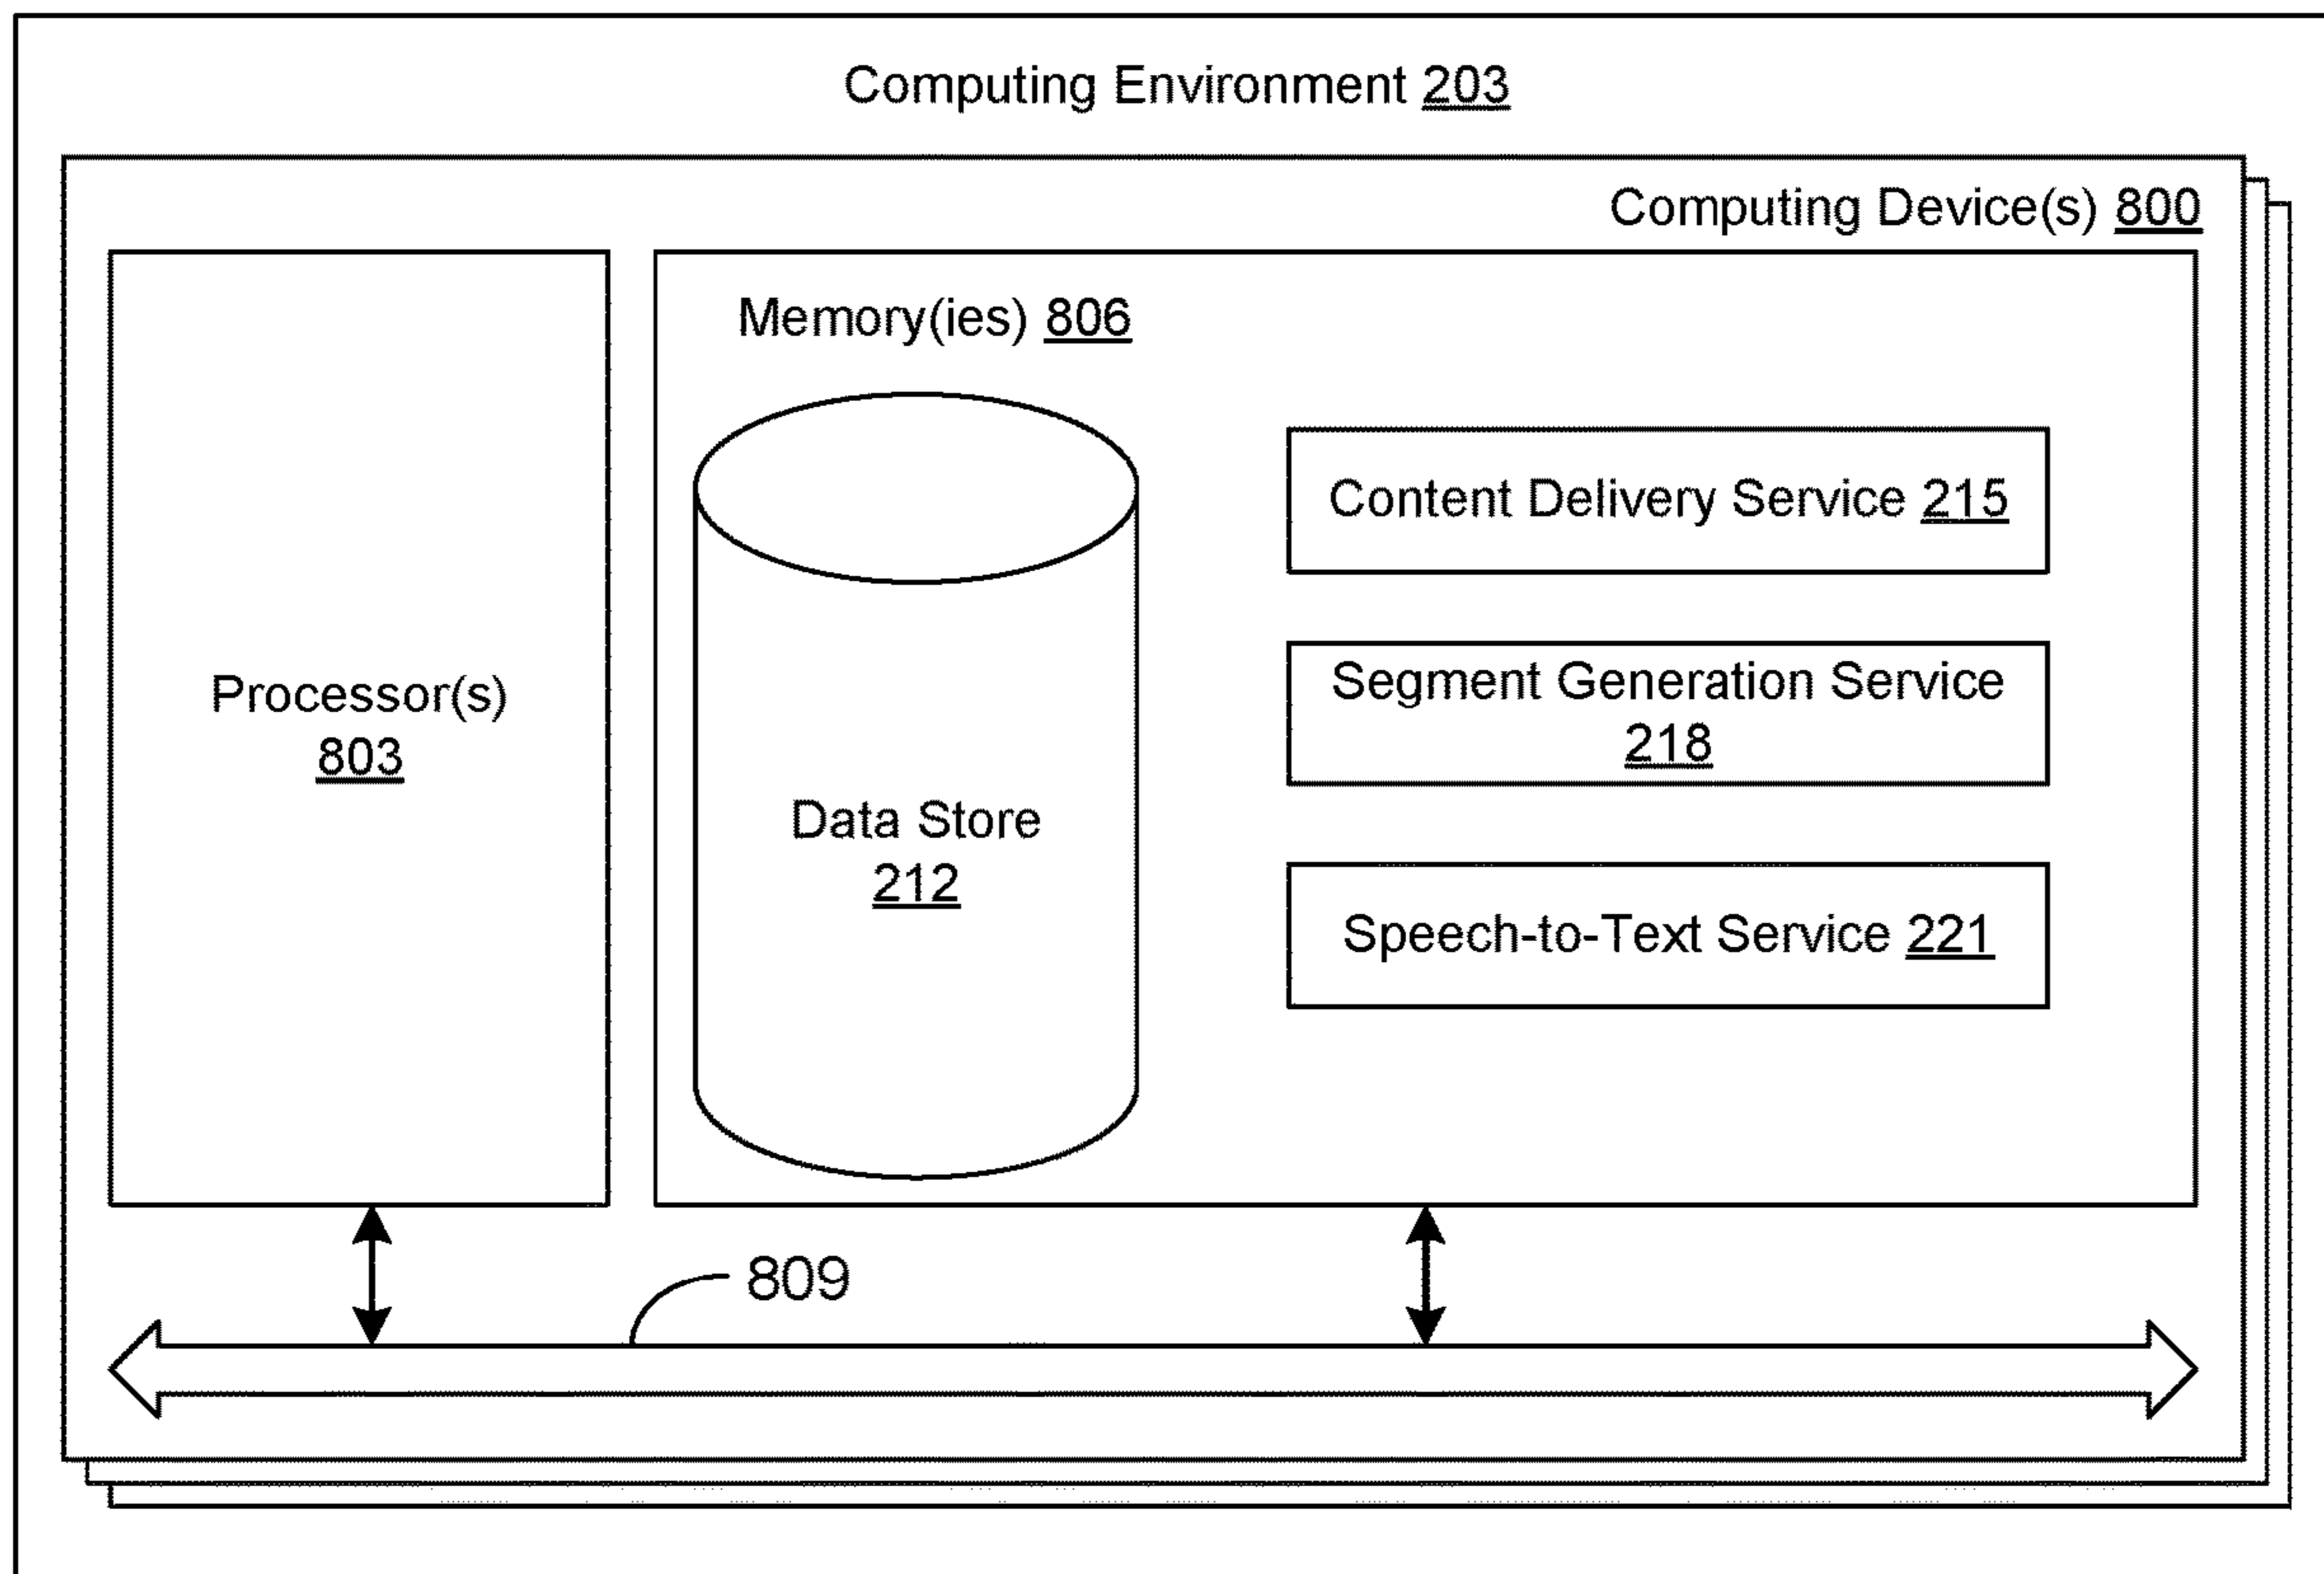 Computing Environment 203
Computing Device(s) 800
Memory(ies) 806
Processor(s)
803
Data Store
212
Content Delivery Service 215
Segment Generation Service
218
Speech-to-Text Service 221
809